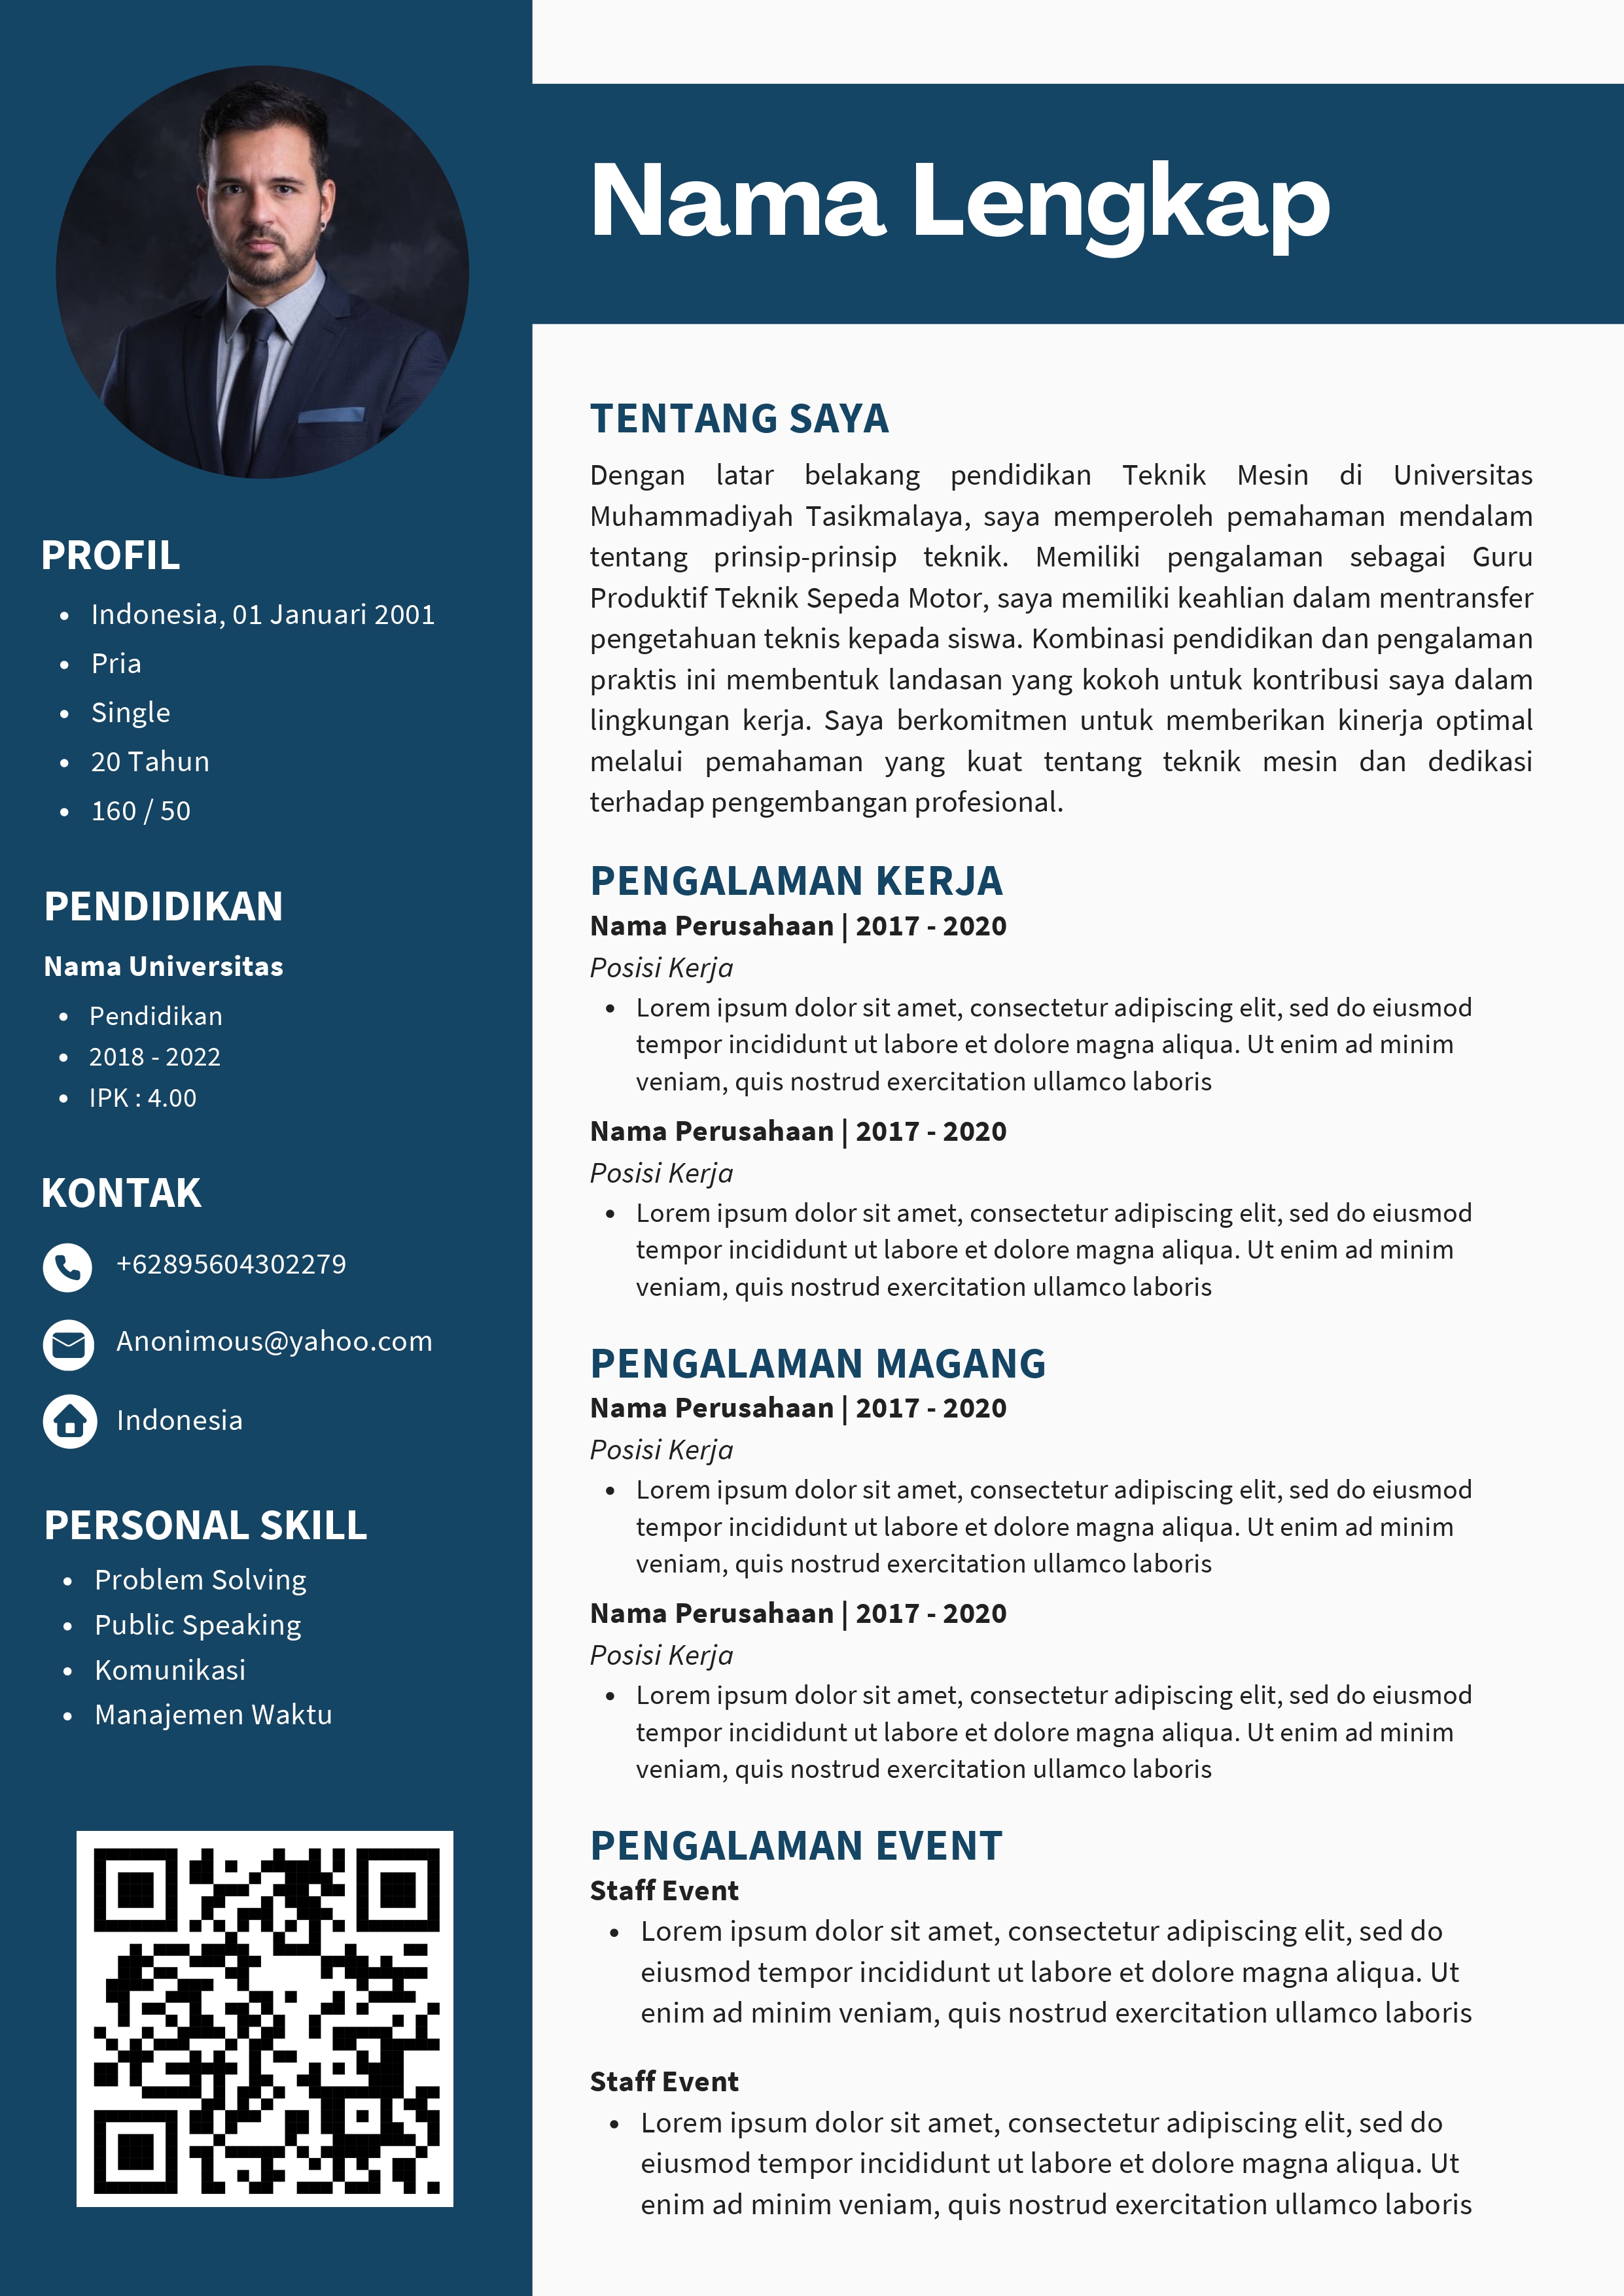 Nama Lengkap
PROFIL
• Indonesia, 01 Januari 2001
• Pria
• Single
• 20 Tahun
• 160 / 50
PENDIDIKAN
Nama Universitas
• Pendidikan
• 2018 - 2022
• IPK : 4.00
KONTAK
+62895604302279
Anonimous@yahoo.com
Indonesia
PERSONAL SKILL
• Problem Solving
• Public Speaking
• Komunikasi
• Manajemen Waktu
TENTANG SAYA
Dengan latar belakang pendidikan Teknik Mesin di Universitas
Muhammadiyah Tasikmalaya, saya memperoleh pemahaman mendalam
tentang prinsip-prinsip teknik. Memiliki pengalaman sebagai Guru
Produktif Teknik Sepeda Motor, saya memiliki keahlian dalam mentransfer
pengetahuan teknis kepada siswa. Kombinasi pendidikan dan pengalaman
praktis ini membentuk landasan yang kokoh untuk kontribusi saya dalam
lingkungan kerja. Saya berkomitmen untuk memberikan kinerja optimal
melalui pemahaman yang kuat tentang teknik mesin dan dedikasi
terhadap pengembangan profesional.
PENGALAMAN KERJA
Nama Perusahaan | 2017 - 2020
Posisi Kerja
• Lorem ipsum dolor sit amet, consectetur adipiscing elit, sed do eiusmod
tempor incididunt ut labore et dolore magna aliqua. Ut enim ad minim
veniam, quis nostrud exercitation ullamco laboris
Nama Perusahaan | 2017 - 2020
Posisi Kerja
• Lorem ipsum dolor sit amet, consectetur adipiscing elit, sed do eiusmod
tempor incididunt ut labore et dolore magna aliqua. Ut enim ad minim
veniam, quis nostrud exercitation ullamco laboris
PENGALAMAN MAGANG
Nama Perusahaan | 2017 - 2020
Posisi Kerja
• Lorem ipsum dolor sit amet, consectetur adipiscing elit, sed do eiusmod
tempor incididunt ut labore et dolore magna aliqua. Ut enim ad minim
veniam, quis nostrud exercitation ullamco laboris
Nama Perusahaan | 2017 - 2020
Posisi Kerja
• Lorem ipsum dolor sit amet, consectetur adipiscing elit, sed do eiusmod
tempor incididunt ut labore et dolore magna aliqua. Ut enim ad minim
veniam, quis nostrud exercitation ullamco laboris
PENGALAMAN EVENT
Staff Event
• Lorem ipsum dolor sit amet, consectetur adipiscing elit, sed do
eiusmod tempor incididunt ut labore et dolore magna aliqua. Ut
enim ad minim veniam, quis nostrud exercitation ullamco laboris
Staff Event
• Lorem ipsum dolor sit amet, consectetur adipiscing elit, sed do
eiusmod tempor incididunt ut labore et dolore magna aliqua. Ut
enim ad minim veniam, quis nostrud exercitation ullamco laboris